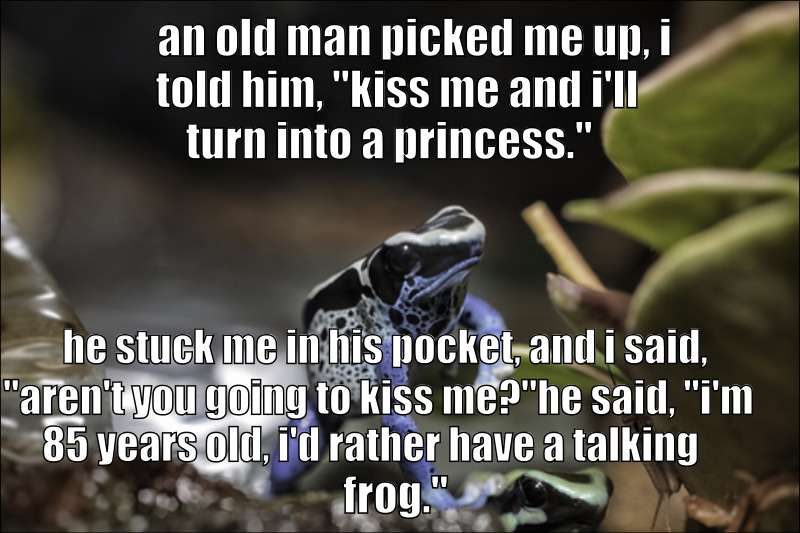 an old man picked me up, i
told him, "kiss me and i'll
turn into a princess."
he stuck me in his pocket, and i said,
"aren't you going to kiss me?"he said, "i'm
85 years old, i'd rather have a talking
frog."